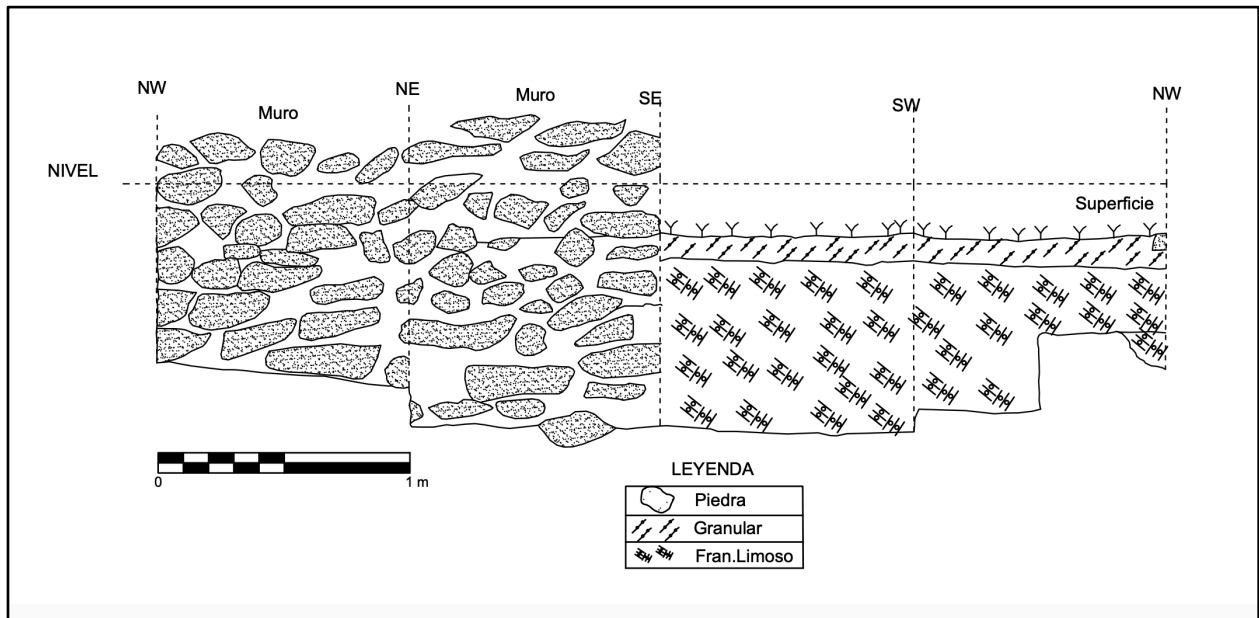 NW
Muro
NE
Muro
SE
SW
NW
NIVEL
Superficie
0
1 m
LEYENDA
Piedra
Granular
Fran.Limoso